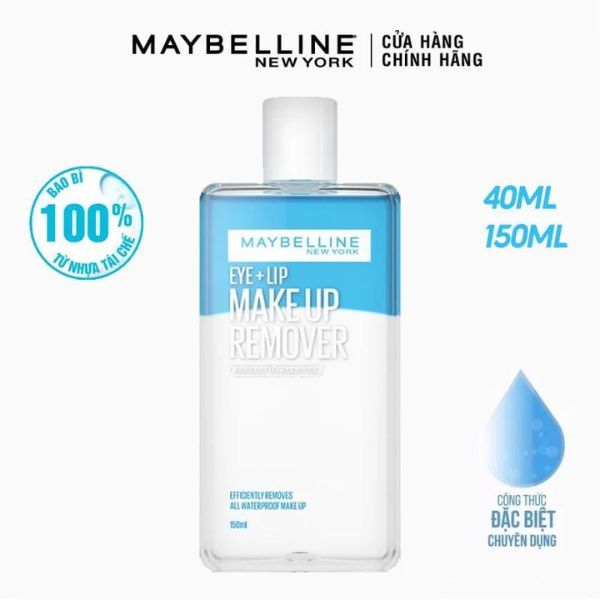 MAYBELLINE
NEW YORK
CỬA HÀNG
CHÍNH HÃNG
BAO BÌ
100%
TỪ NHỰA TÁI CHẾ
40ML
150ML
MAYBELLINE
NEW YORK
EYE + LIP
MAKE UP
REMOVER
EFFICIENTLY REMOVES
ALL WATERPROOF MAKE UP
150ml
CÔNG THỨC
ĐẶC BIỆT
CHUYÊN DỤNG